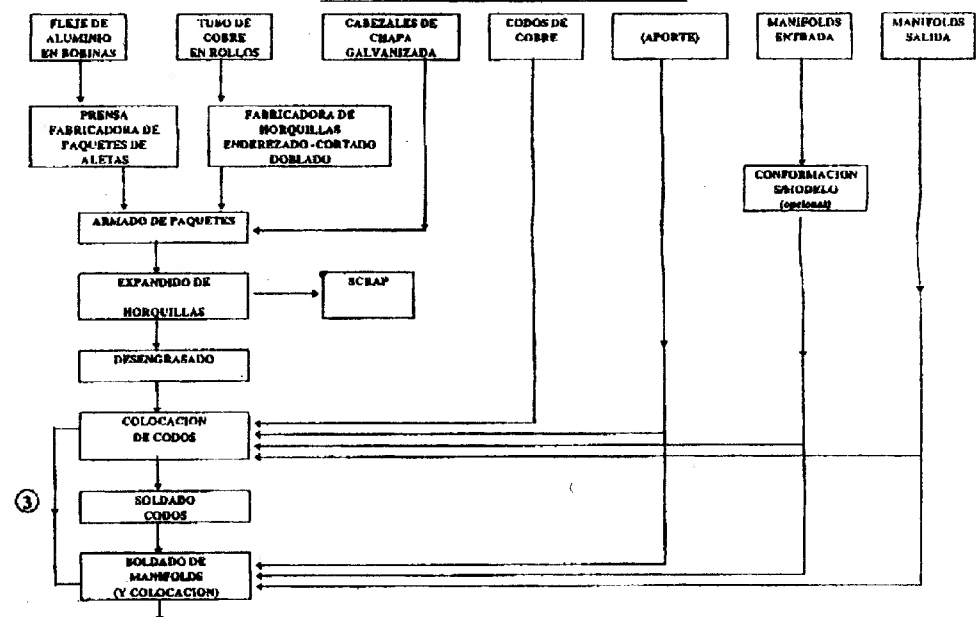 FLEJE DE
ALUMINIO
EN BOBINAS
TUBO DE
COBRE
EN ROLLOS
CABEZALES DE
CHAPA
GALVANIZADA
CODOS DE
COBRE
(APORTE)
MANIFOLDS
ENTRADA
MANIFOLDS
SALIDA
PRENSA
FABRICADORA DE
PAQUETES DE
ALETAS
FABRICADORA DE
HORQUILLAS
ENDEREZADO - CORTADO
DOBLADO
CONFORMACION
S/MODELO
(opcional)
ARMADO DE PAQUETES
EXPANDIDO DE
HORQUILLAS
SCRAP
DESENGRASADO
COLOCACION
DE CODOS
3
SOLDADO
CODOS
SOLDADO DE
MANIFOLDS
(Y COLOCACION)